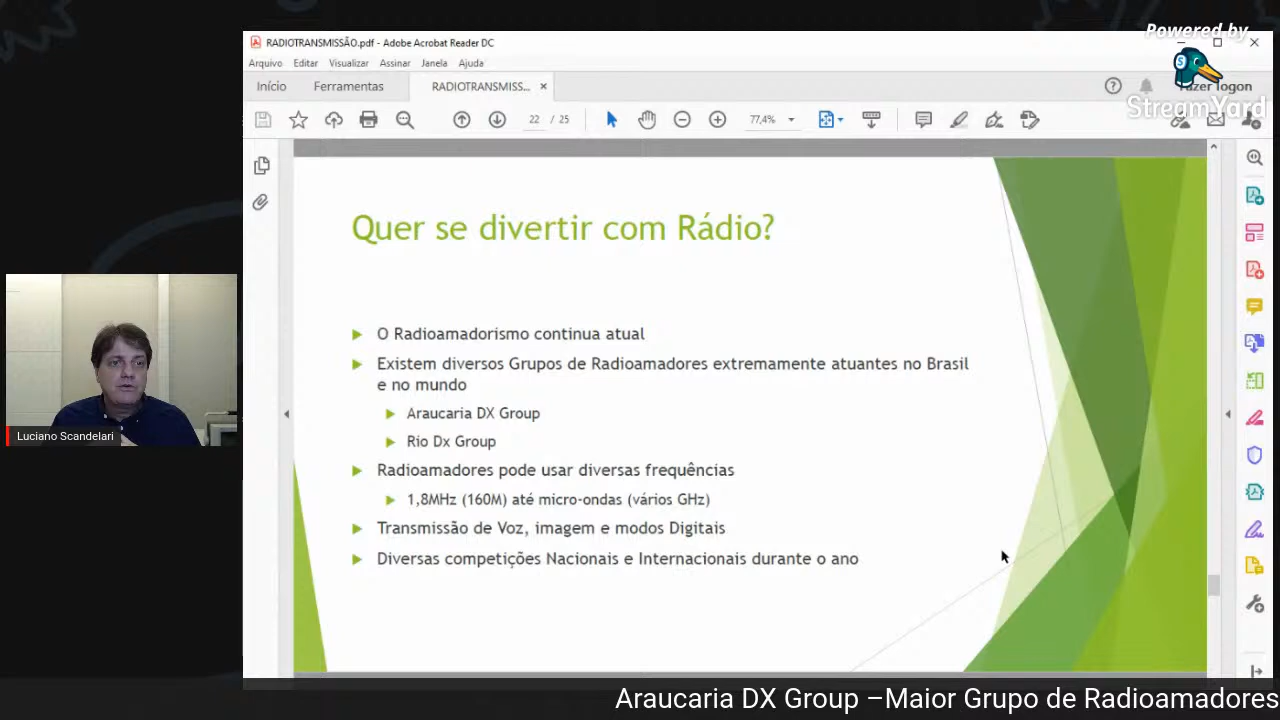 Powered by
StreamYard
RADIOTRANSMISSÃO.pdf - Adobe Acrobat Reader DC
Arquivo Editar Visualizar Assinar Janela Ajuda
Início Ferramentas RADIOTRANSMISS... Fazer logon
22 / 25 77,4%
Quer se divertir com Rádio?
O Radioamadorismo continua atual
Existem diversos Grupos de Radioamadores extremamente atuantes no Brasil
e no mundo
Araucaria DX Group
Rio Dx Group
Radioamadores pode usar diversas frequências
1,8MHz (160M) até micro-ondas (vários GHz)
Transmissão de Voz, imagem e modos Digitais
Diversas competições Nacionais e Internacionais durante o ano
Luciano Scandelari
Araucaria DX Group –Maior Grupo de Radioamadores